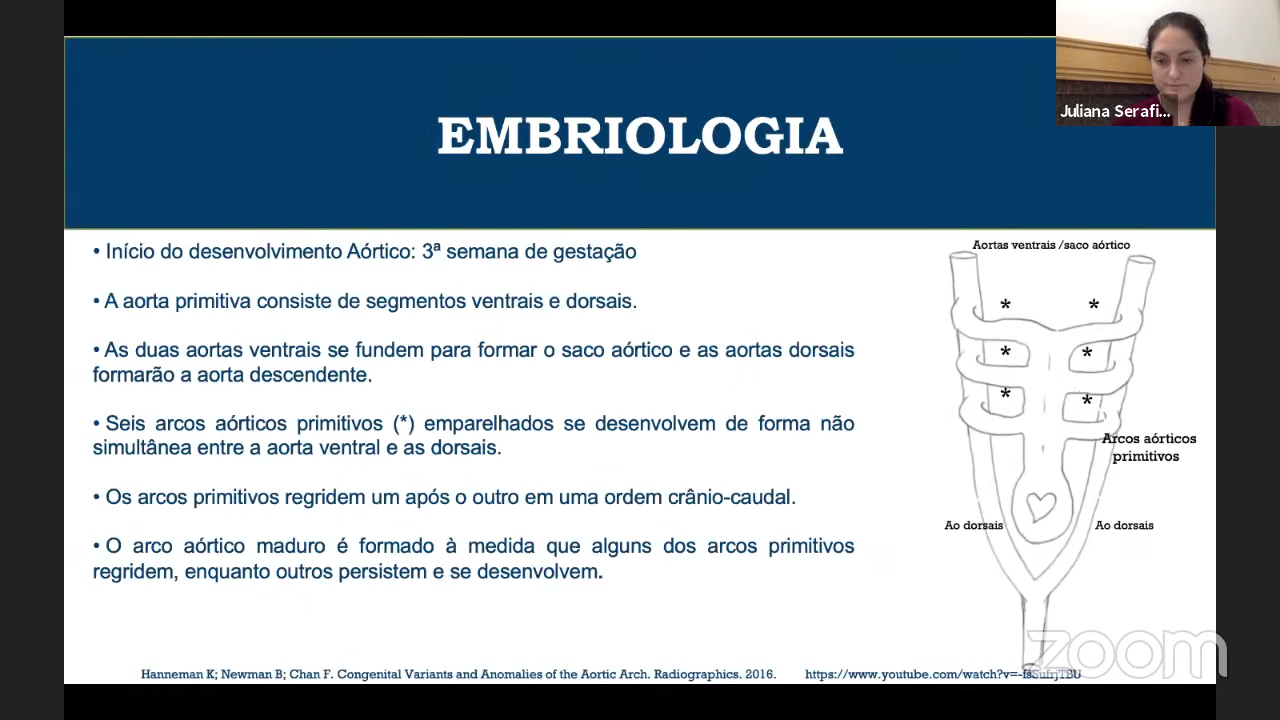 Juliana Serafi...
EMBRIOLOGIA
• Início do desenvolvimento Aórtico: 3ª semana de gestação
• A aorta primitiva consiste de segmentos ventrais e dorsais.
• As duas aortas ventrais se fundem para formar o saco aórtico e as aortas dorsais
formarão a aorta descendente.
• Seis arcos aórticos primitivos (*) emparelhados se desenvolvem de forma não
simultânea entre a aorta ventral e as dorsais.
• Os arcos primitivos regridem um após o outro em uma ordem crânio-caudal.
• O arco aórtico maduro é formado à medida que alguns dos arcos primitivos
regridem, enquanto outros persistem e se desenvolvem.
Aortas ventrais /saco aórtico
* *
* *
* *
Arcos aórticos
primitivos
Ao dorsais
Ao dorsais
zoom
Hanneman K; Newman B; Chan F. Congenital Variants and Anomalies of the Aortic Arch. Radiographics. 2016.